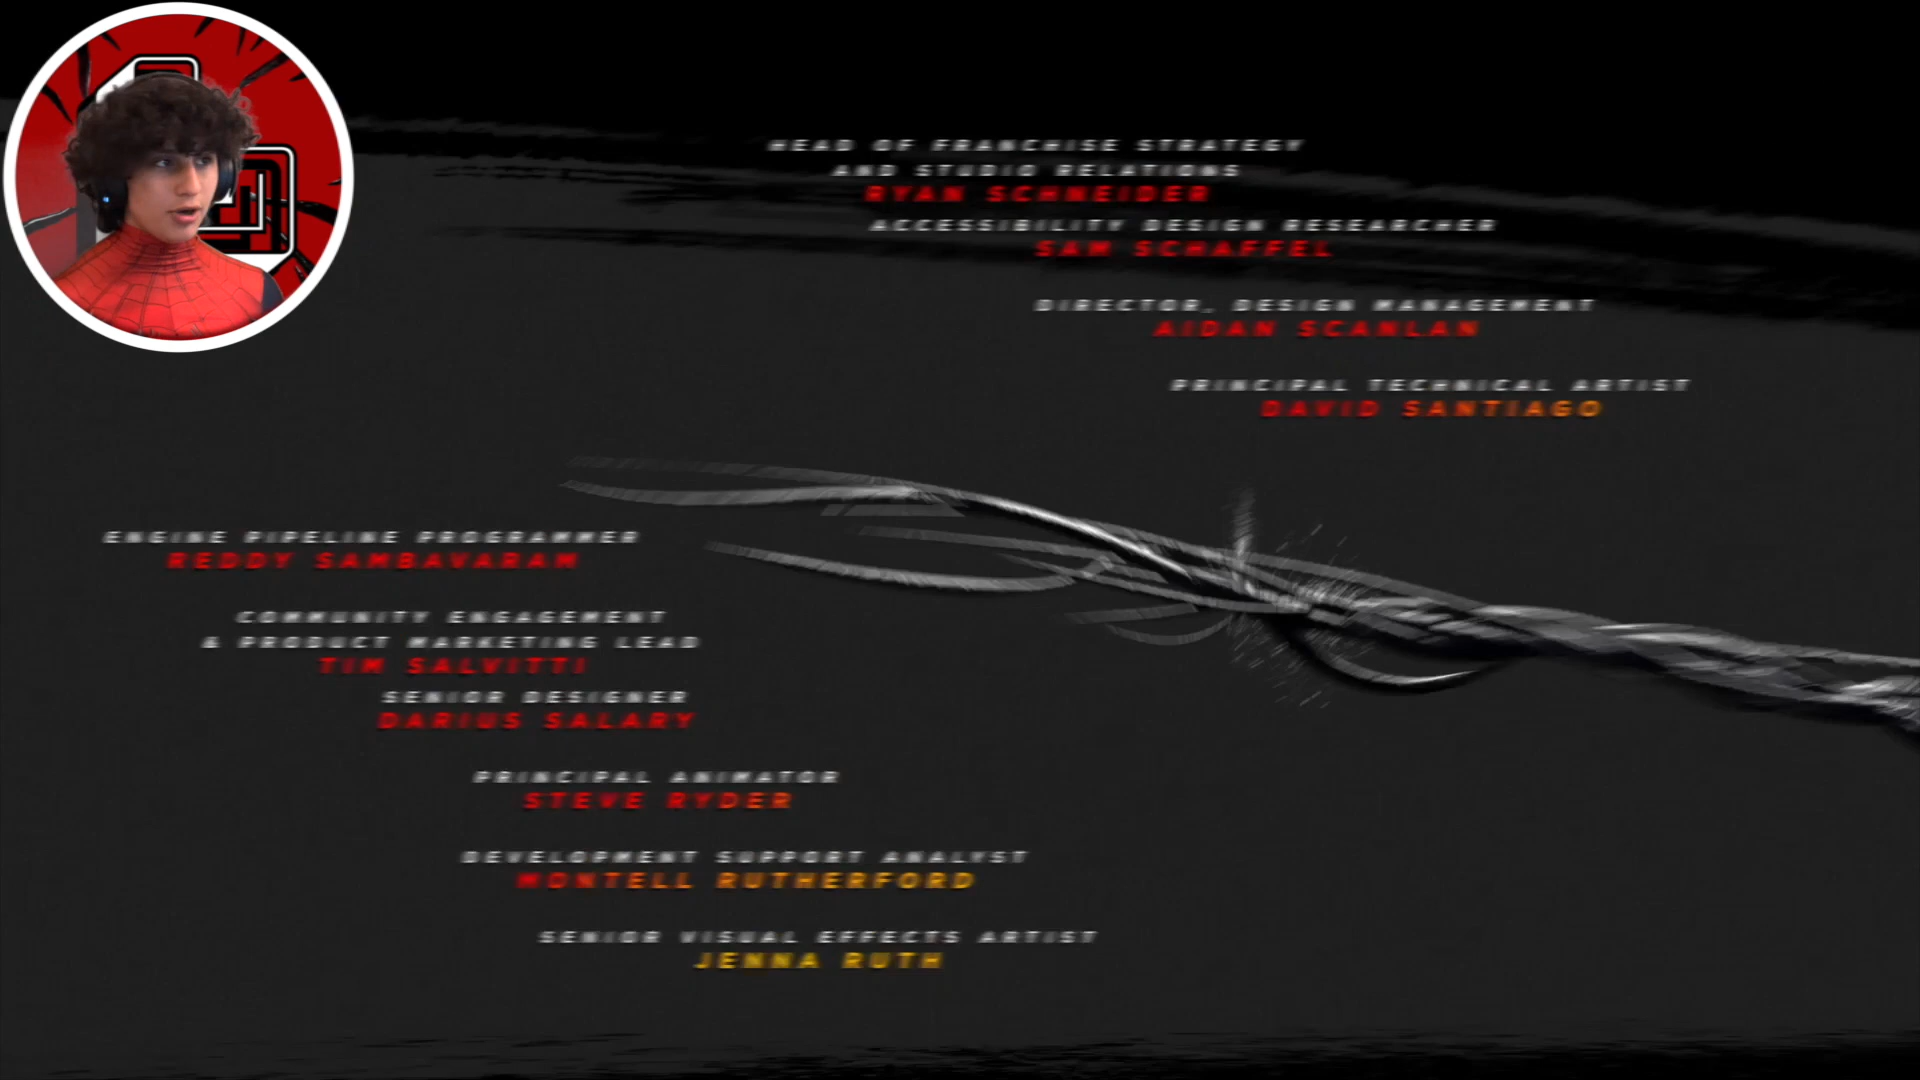 HEAD OF FRANCHISE STRATEGY
AND STUDIO RELATIONS
RYAN SCHNEIDER
ACCESSIBILITY DESIGN RESEARCHER
SAM SCHAFFEL
DIRECTOR, DESIGN MANAGEMENT
AIDAN SCANLAN
PRINCIPAL TECHNICAL ARTIST
DAVID SANTIAGO
ENGINE PIPELINE PROGRAMMER
REDDY SAMBAVARAM
COMMUNITY ENGAGEMENT
& PRODUCT MARKETING LEAD
TIM SALVITTI
SENIOR DESIGNER
DARIUS SALARY
PRINCIPAL ANIMATOR
STEVE RYDER
DEVELOPMENT SUPPORT ANALYST
MONTELL RUTHERFORD
SENIOR VISUAL EFFECTS ARTIST
JENNA RUTH